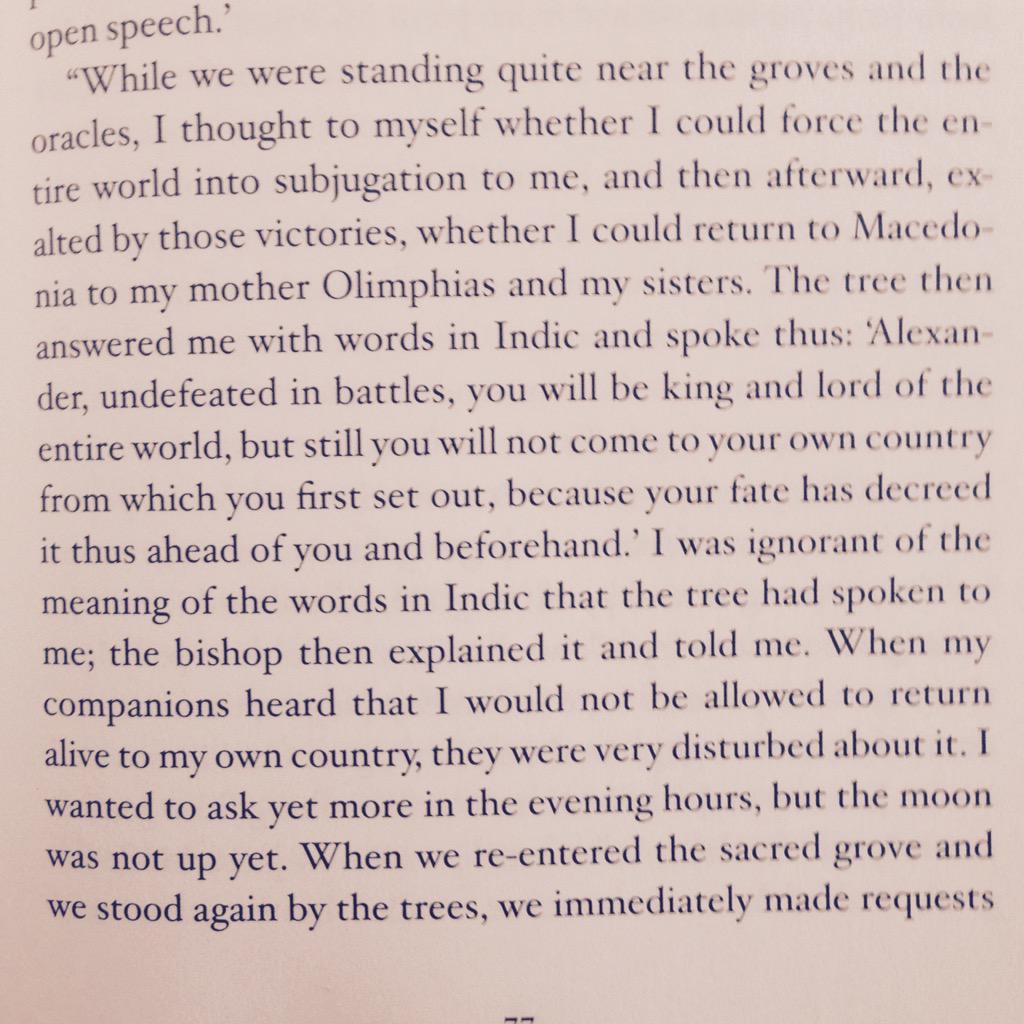 open speech.’
“While we were standing quite near the groves and the
oracles, I thought to myself whether I could force the en-
tire world into subjugation to me, and then afterward, ex-
alted by those victories, whether I could return to Macedo-
nia to my mother Olimphias and my sisters. The tree then
answered me with words in Indic and spoke thus: ‘Alexan-
der, undefeated in battles, you will be king and lord of the
entire world, but still you will not come to your own country
from which you first set out, because your fate has decreed
it thus ahead of you and beforehand.’ I was ignorant of the
meaning of the words in Indic that the tree had spoken to
me; the bishop then explained it and told me. When my
companions heard that I would not be allowed to return
alive to my own country, they were very disturbed about it. I
wanted to ask yet more in the evening hours, but the moon
was not up yet. When we re-entered the sacred grove and
we stood again by the trees, we immediately made requests